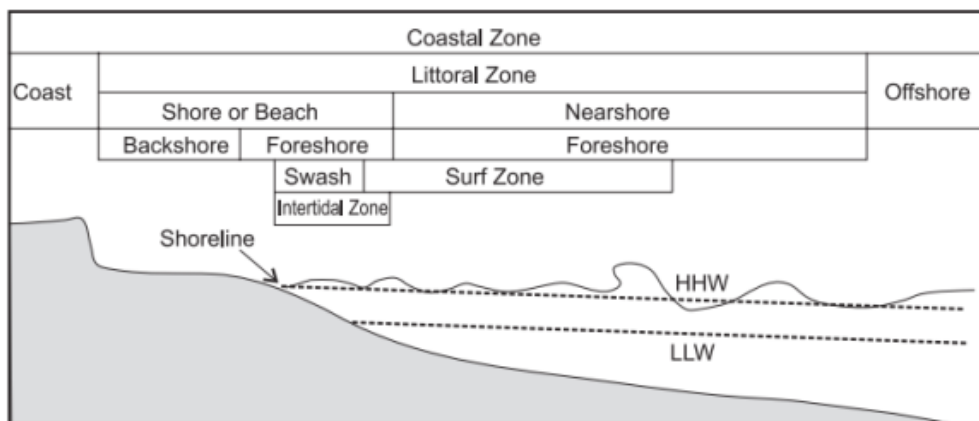 Coastal Zone
Coast
Littoral Zone
Offshore
Shore or Beach
Nearshore
Backshore
Foreshore
Foreshore
Swash
Surf Zone
Intertidal Zone
Shoreline
HHW
LLW